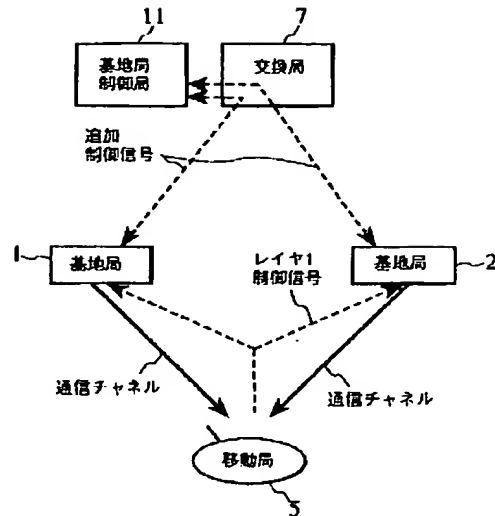 11
7
基地局
制御局
交換局
追加
制御信号
1
基地局
レイヤ1
制御信号
基地局
2
通信チャネル
通信チャネル
移動局
5